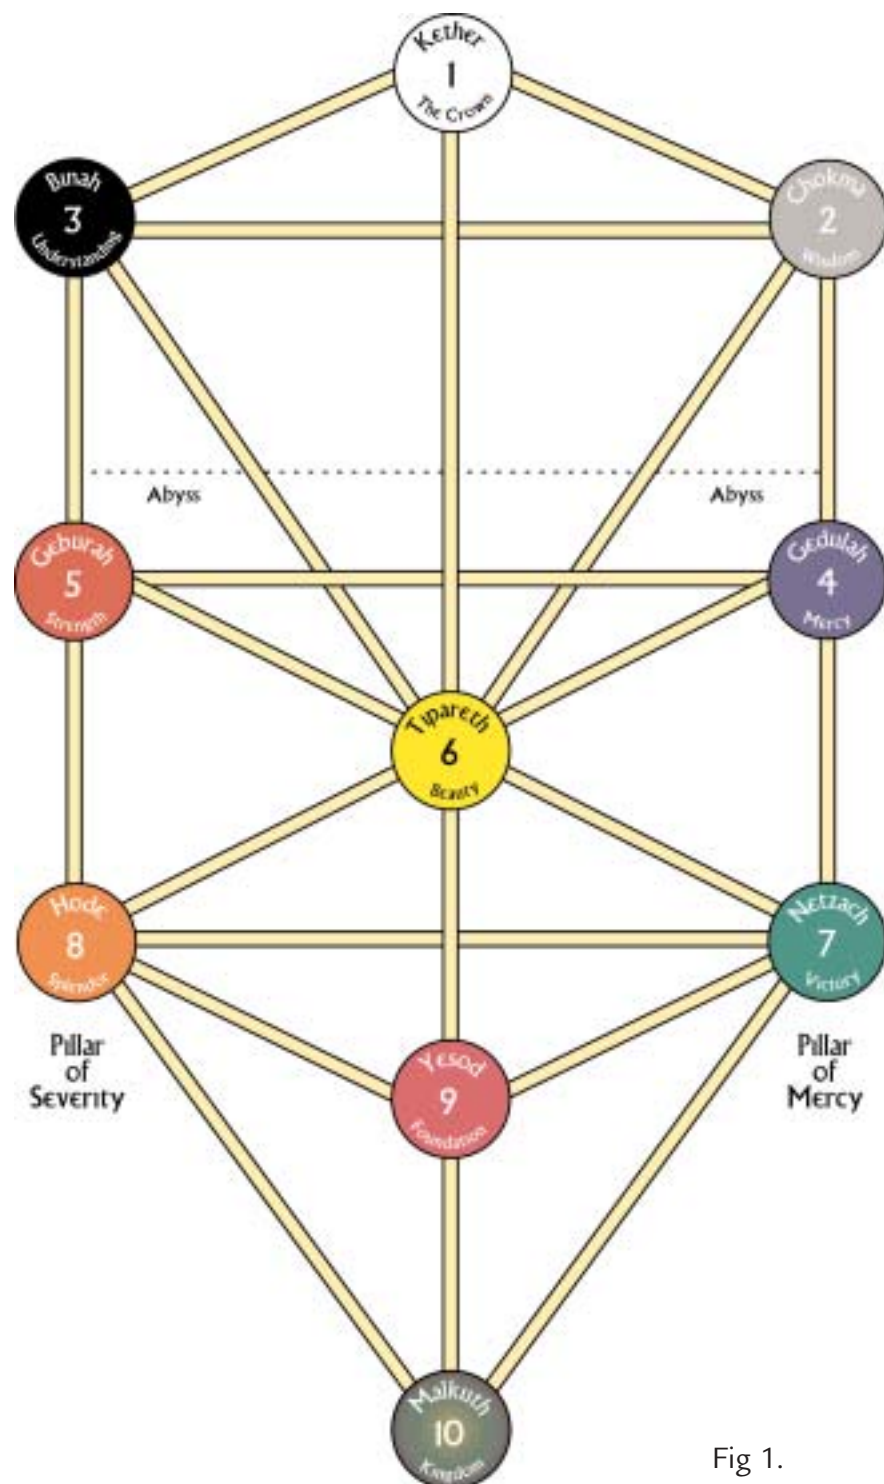 Kether
1
The Crown
Binah
3
Understanding
Chokma
2
Wisdom
Abyss
Abyss
Geburah
5
Strength
Gedulah
4
Mercy
Tipareth
6
Beauty
Hode
8
Splendor
Netzach
7
Victory
Pillar
of
Severity
Pillar
of
Mercy
Yesod
9
Foundation
Malkuth
10
Kingdom
Fig 1.